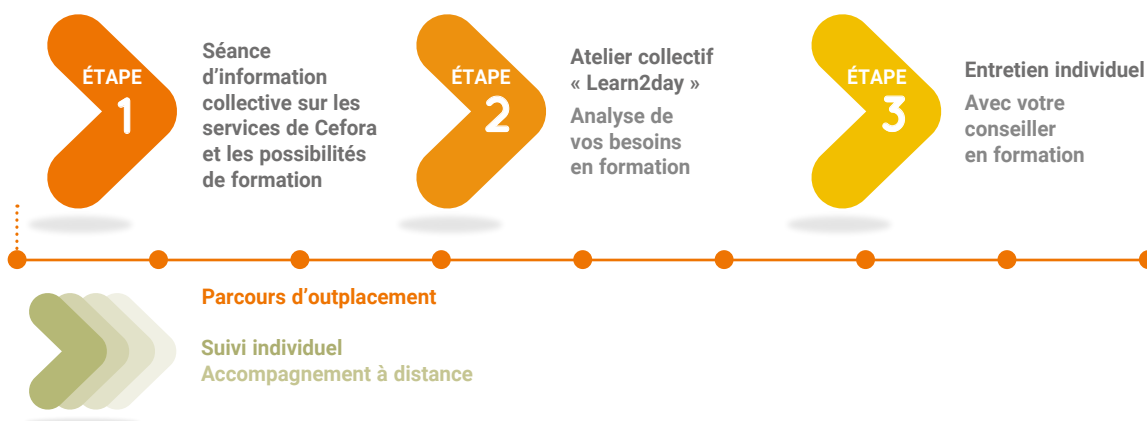 ÉTAPE
1
Séance
d’information
collective sur les
services de Cefora
et les possibilités
de formation
ÉTAPE
2
Atelier collectif
« Learn2day »
Analyse de
vos besoins
en formation
ÉTAPE
3
Entretien individuel
Avec votre
conseiller
en formation
Parcours d’outplacement
Suivi individuel
Accompagnement à distance